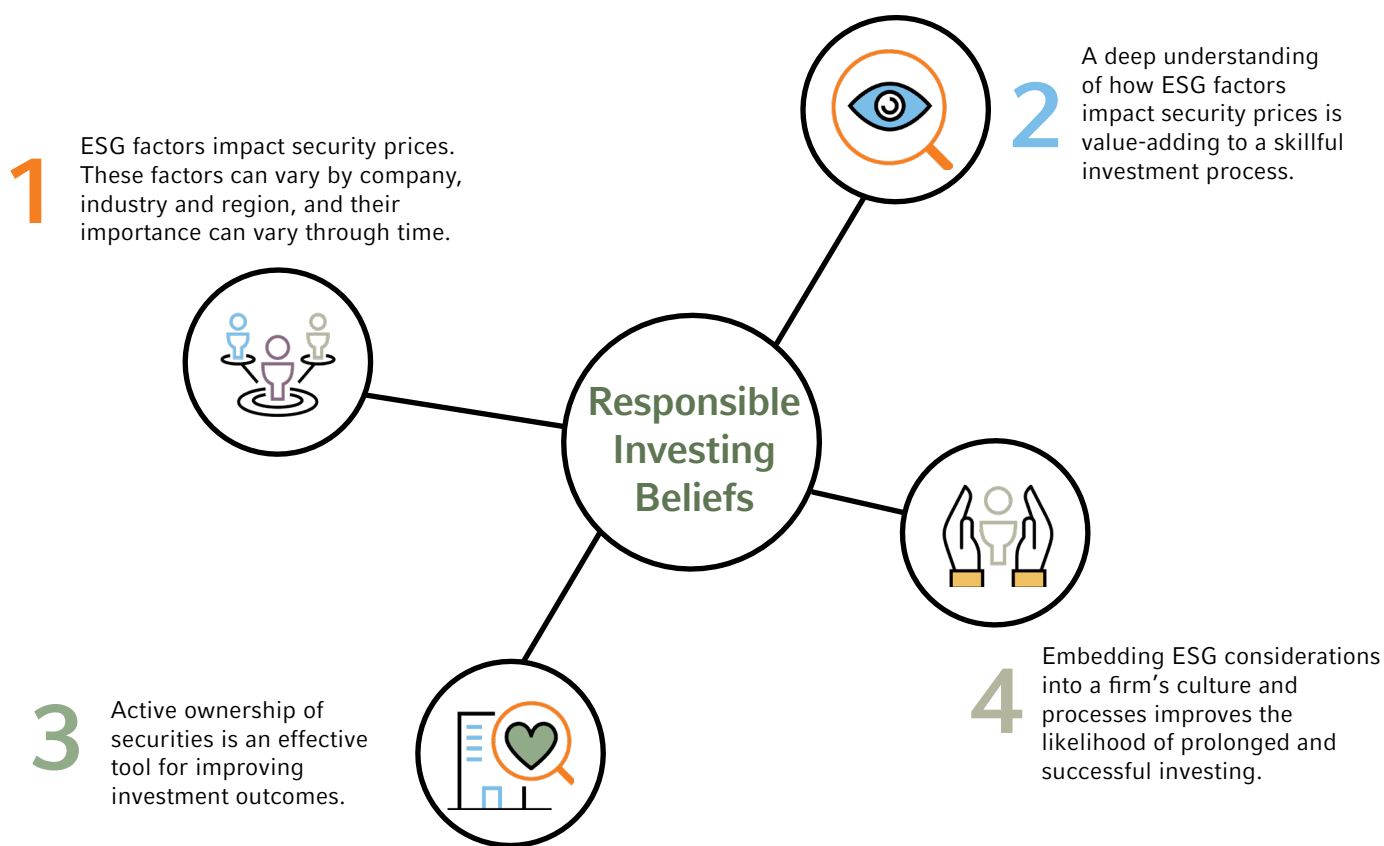 1
ESG factors impact security prices.
These factors can vary by company,
industry and region, and their
importance can vary through time.
2
A deep understanding
of how ESG factors
impact security prices is
value-adding to a skillful
investment process.
Responsible
Investing
Beliefs
3
Active ownership of
securities is an effective
tool for improving
investment outcomes.
4
Embedding ESG considerations
into a firm’s culture and
processes improves the
likelihood of prolonged and
successful investing.